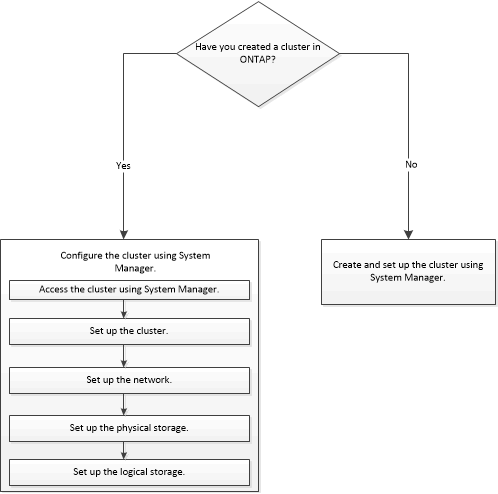 Have you created a cluster in
ONTAP?
Yes
No
Configure the cluster using System
Manager.
Access the cluster using System Manager.
Set up the cluster.
Set up the network.
Set up the physical storage.
Set up the logical storage.
Create and set up the cluster using
System Manager.